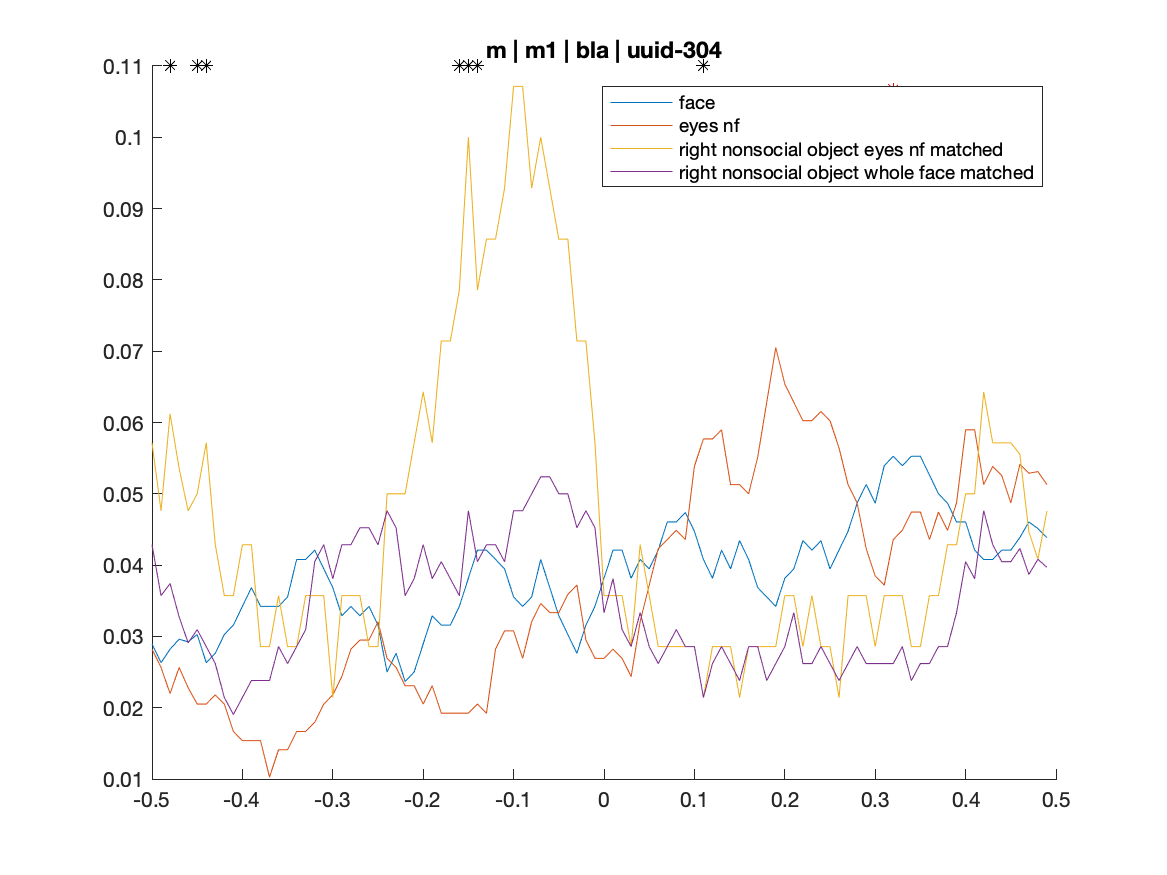 m | m1 | bla | uuid-304
0.11
0.1
0.09
0.08
0.07
0.06
0.05
0.04
0.03
0.02
0.01
face
eyes nf
right nonsocial object eyes nf matched
right nonsocial object whole face matched
-0.5 -0.4 -0.3 -0.2 -0.1 0 0.1 0.2 0.3 0.4 0.5